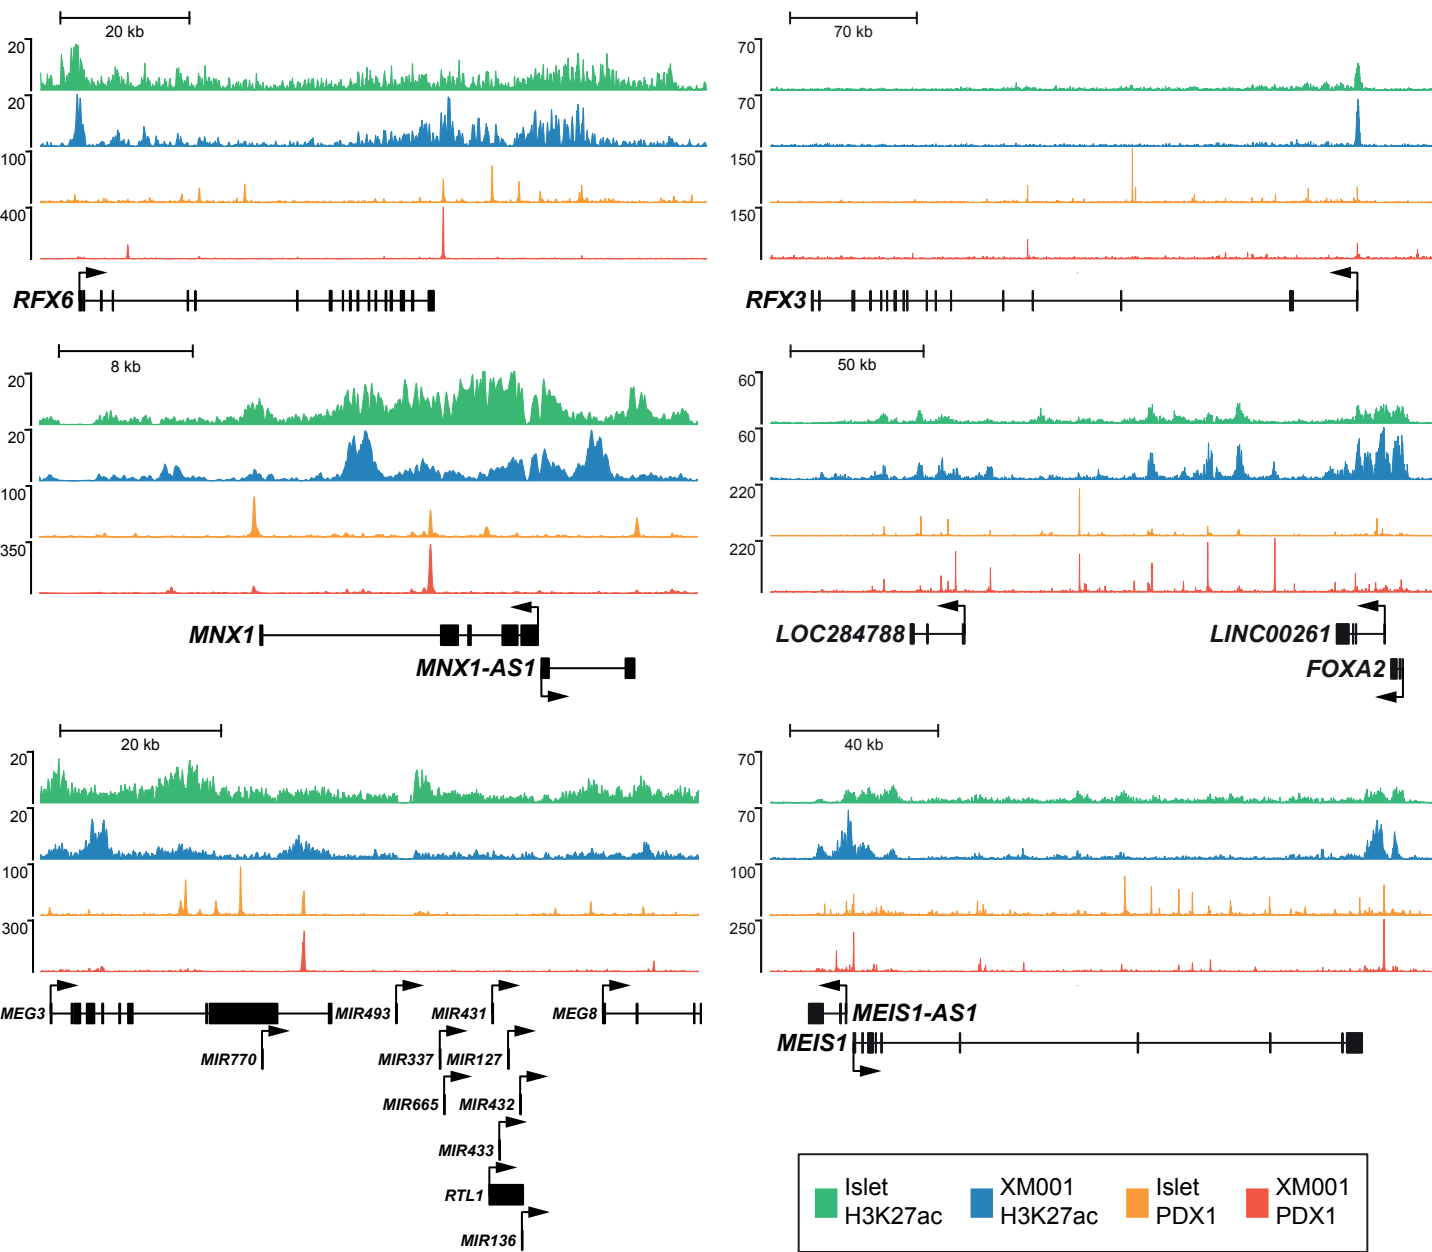 20 kb
20
20
100
400
RFX6
70 kb
70
70
150
150
RFX3
8 kb
20
20
100
350
MNX1
MNX1-AS1
50 kb
60
60
220
220
LOC284788
LINC00261
FOXA2
20 kb
20
20
100
300
MEG3
MIR493
MIR431
MEG8
MIR770
MIR337
MIR127
MIR665
MIR432
MIR433
RTL1
MIR136
40 kb
70
70
100
250
MEIS1-AS1
MEIS1
Islet
H3K27ac
XM001
H3K27ac
Islet
PDX1
XM001
PDX1